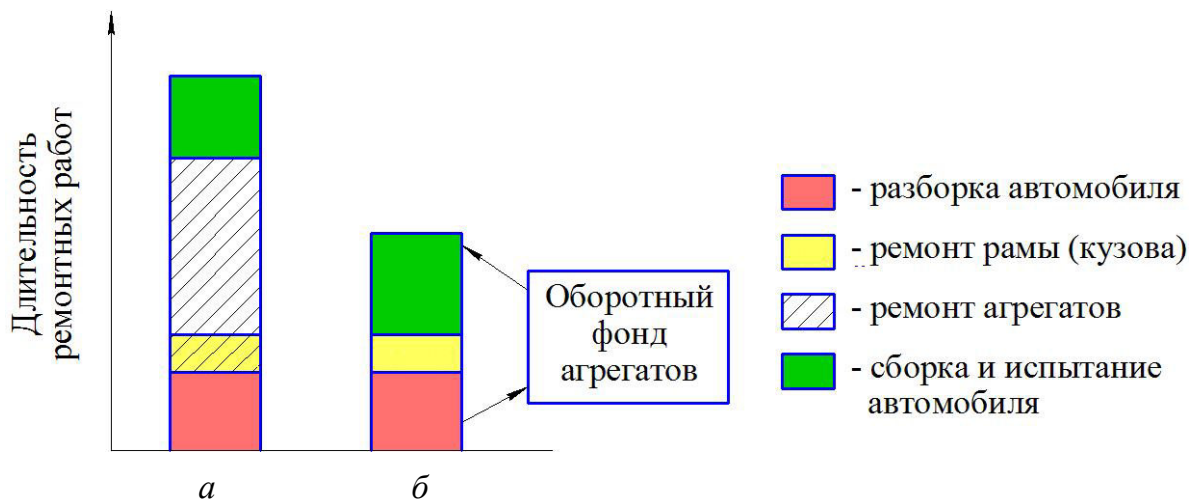 Длительность
ремонтных работ
а
б
Оборотный
фонд
агрегатов
- разборка автомобиля
- ремонт рамы (кузова)
- ремонт агрегатов
- сборка и испытание
автомобиля